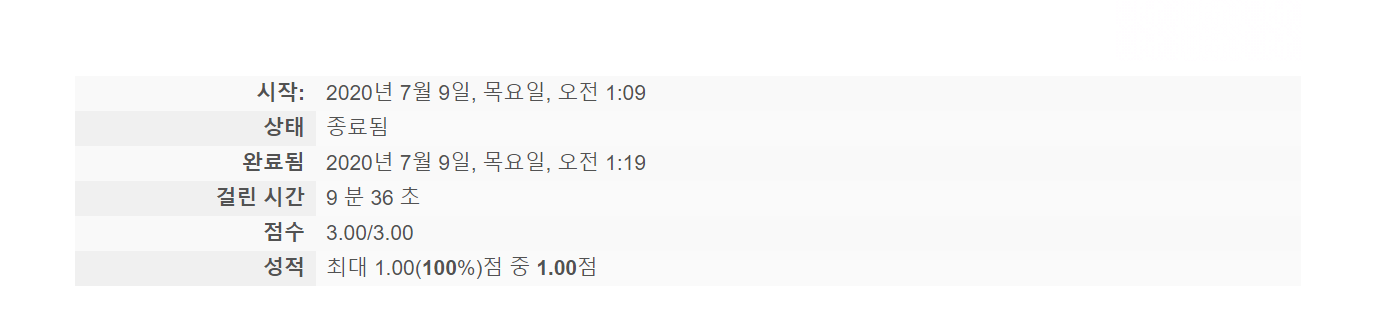 시작: 2020년 7월 9일, 목요일, 오전 1:09
상태 종료됨
완료됨 2020년 7월 9일, 목요일, 오전 1:19
걸린 시간 9 분 36 초
점수 3.00/3.00
성적 최대 1.00(100%)점 중 1.00점